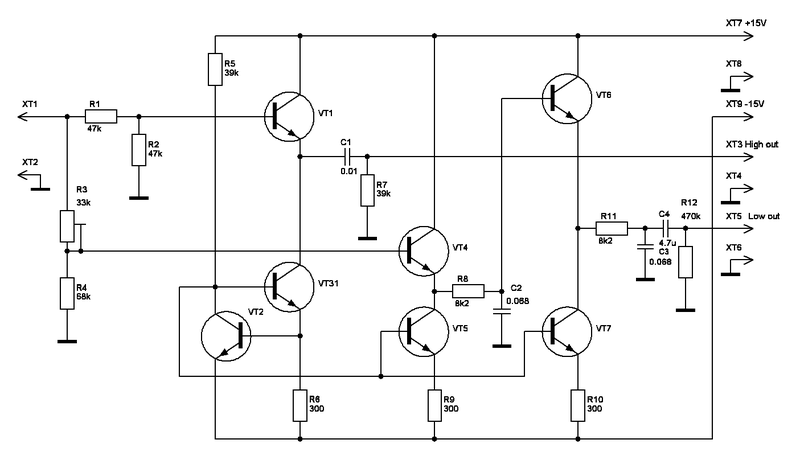 XT7 +15V
R5
39k
XT8
VT6
XT1
R1
47k
VT1
XT9 -15V
R2
47k
C1
0.01
XT3 High out
XT2
R7
39k
XT4
R3
33k
R12
470k
R11
8k2
C4
4.7u
XT5 Low out
VT4
C3
0.068
XT6
R4
68k
VT31
R8
8k2
C2
0.068
VT2
VT5
VT7
R6
300
R9
300
R10
300